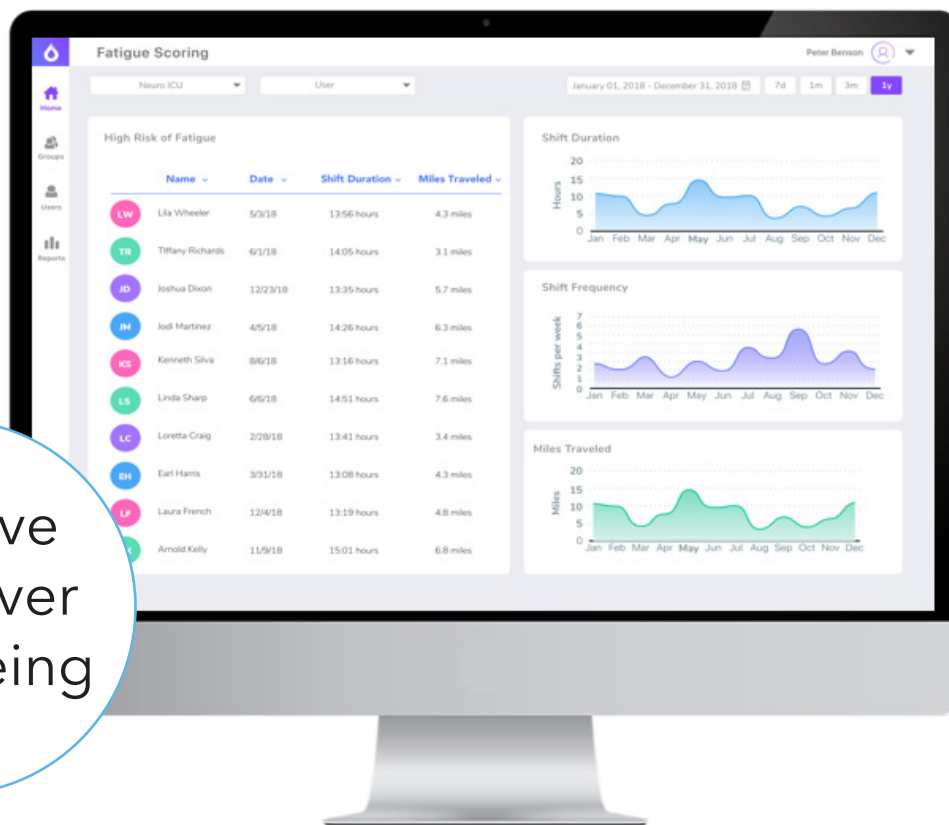 Fatigue Scoring
Peter Benson
Home
Groups
Users
Reports
Neuro ICU
User
January 01, 2018 - December 31, 2018
7d 1m 3m 1y
High Risk of Fatigue
Name Date Shift Duration Miles Traveled
LW Lila Wheeler 5/3/18 13:56 hours 4.3 miles
TR Tiffany Richards 6/1/18 14:05 hours 3.1 miles
JD Joshua Dixon 12/23/18 13:35 hours 5.7 miles
JM Jodi Martinez 4/5/18 14:26 hours 6.3 miles
KS Kenneth Silva 8/6/18 13:16 hours 7.1 miles
LS Linda Sharp 6/6/18 14:51 hours 7.6 miles
LC Loretta Craig 2/28/18 13:41 hours 3.4 miles
EH Earl Harris 3/31/18 13:08 hours 4.3 miles
LF Laura French 12/4/18 13:19 hours 4.8 miles
K Arnold Kelly 11/9/18 15:01 hours 6.8 miles
Shift Duration
Hours
20
15
10
5
0
Jan Feb Mar Apr May Jun Jul Aug Sep Oct Nov Dec
Shift Frequency
Shifts per week
7
6
5
4
3
2
1
0
Jan Feb Mar Apr May Jun Jul Aug Sep Oct Nov Dec
Miles Traveled
Miles
20
15
10
5
0
Jan Feb Mar Apr May Jun Jul Aug Sep Oct Nov Dec
ve
ver
eing